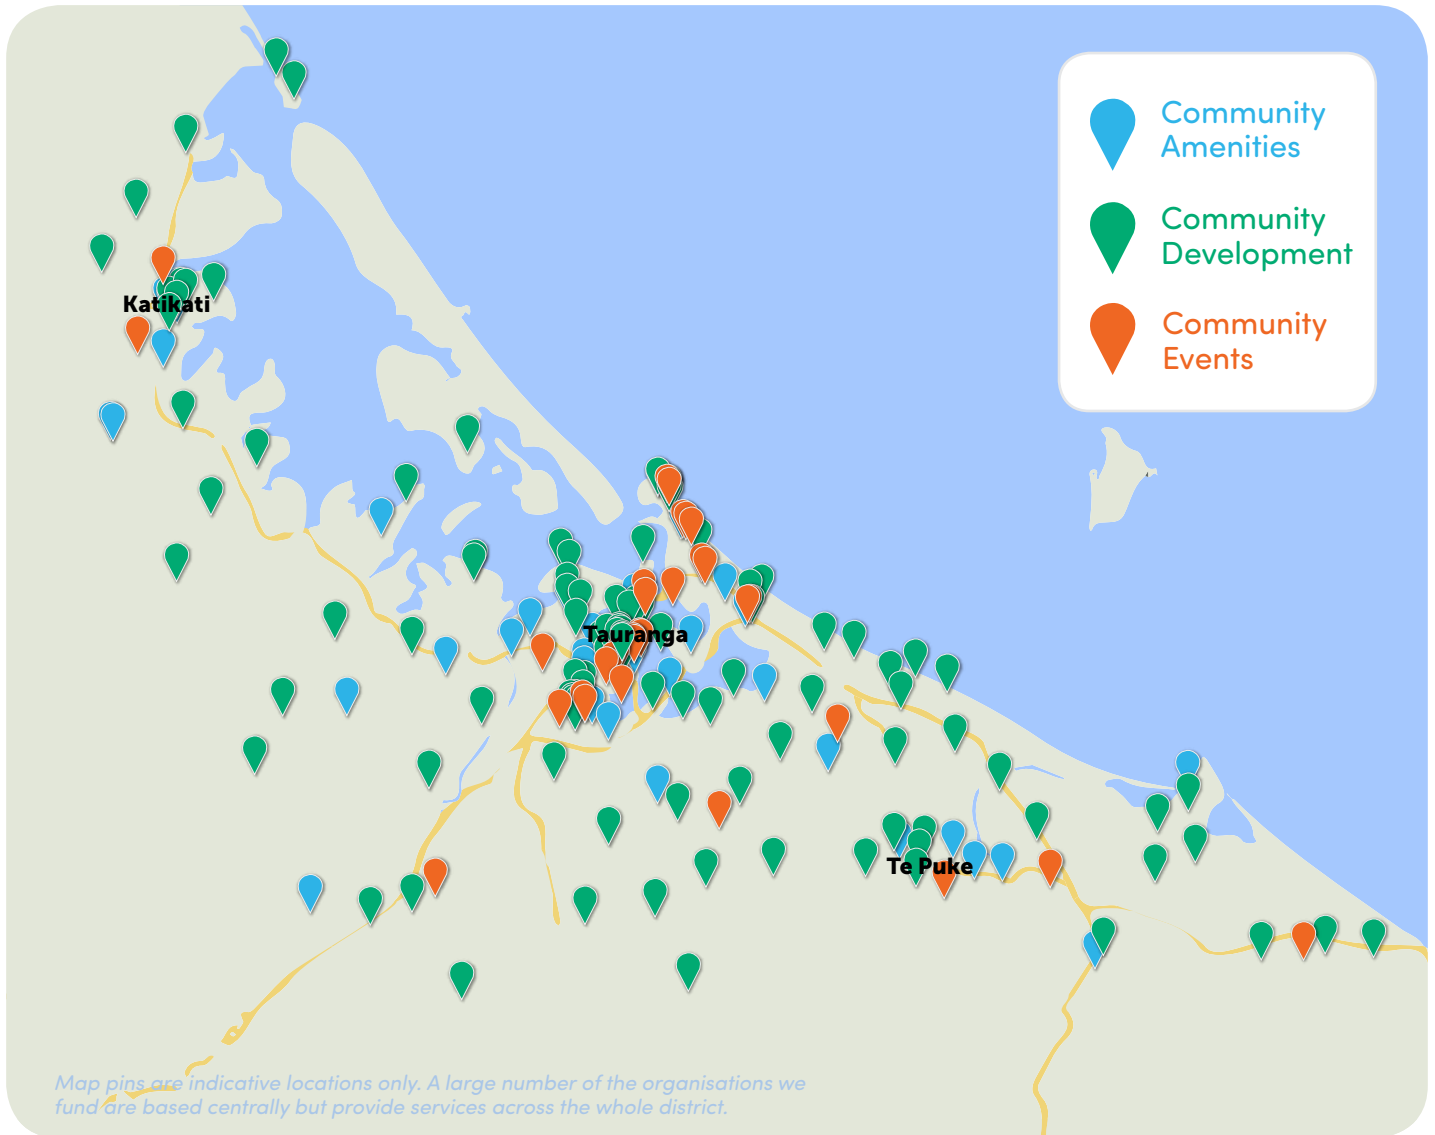 Community
Amenities
Community
Development
Community
Events
Katikati
Tauranga
Te Puke
Map pins are indicative locations only. A large number of the organisations we
fund are based centrally but provide services across the whole district.